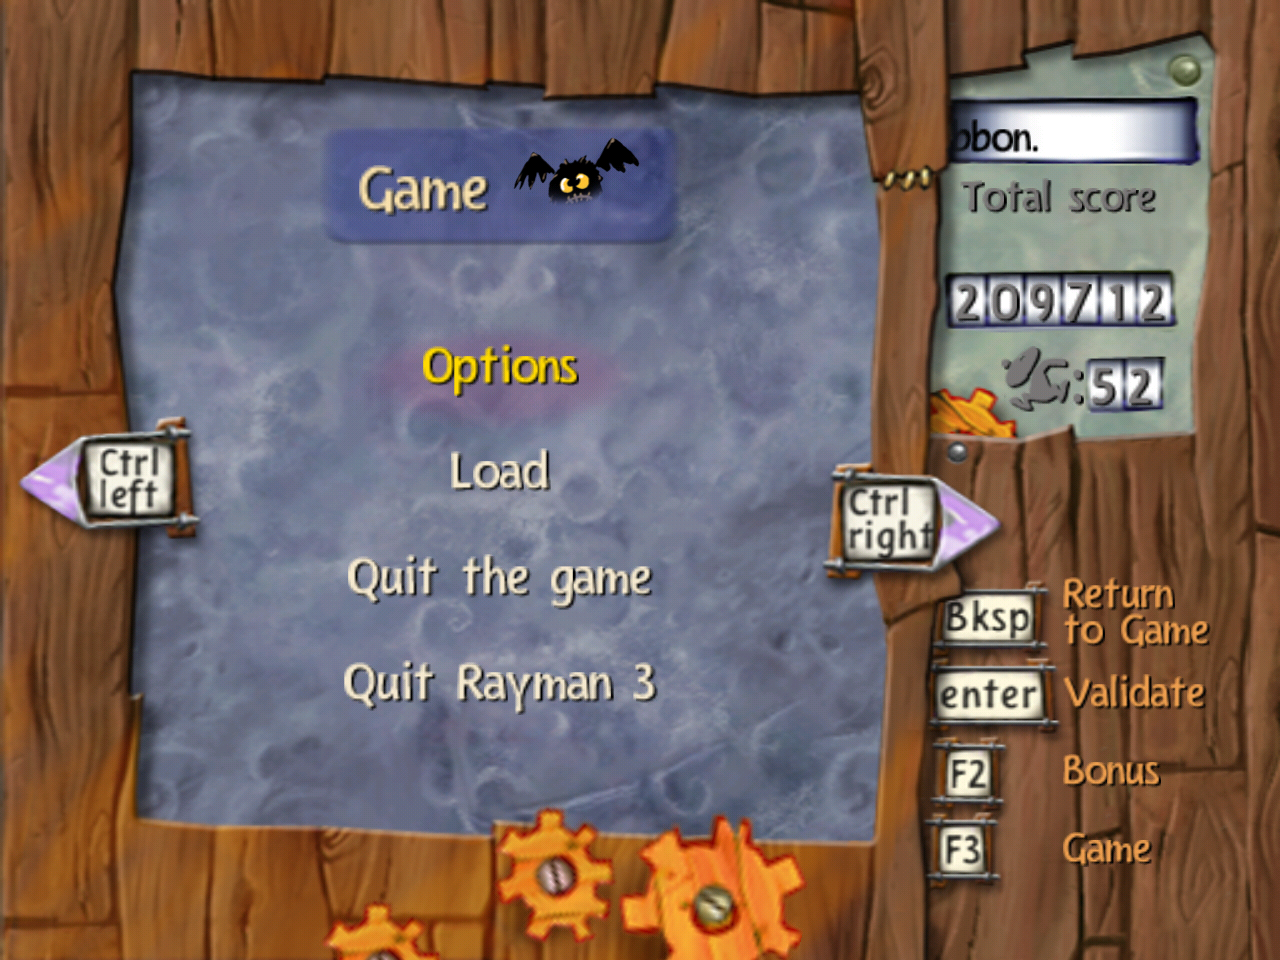 Game
Options
Load
Quit the game
Quit Rayman 3
Ctrl
left
Ctrl
right
bbon.
Total score
209712
:52
Bksp
Return
to Game
enter
Validate
F2
Bonus
F3
Game